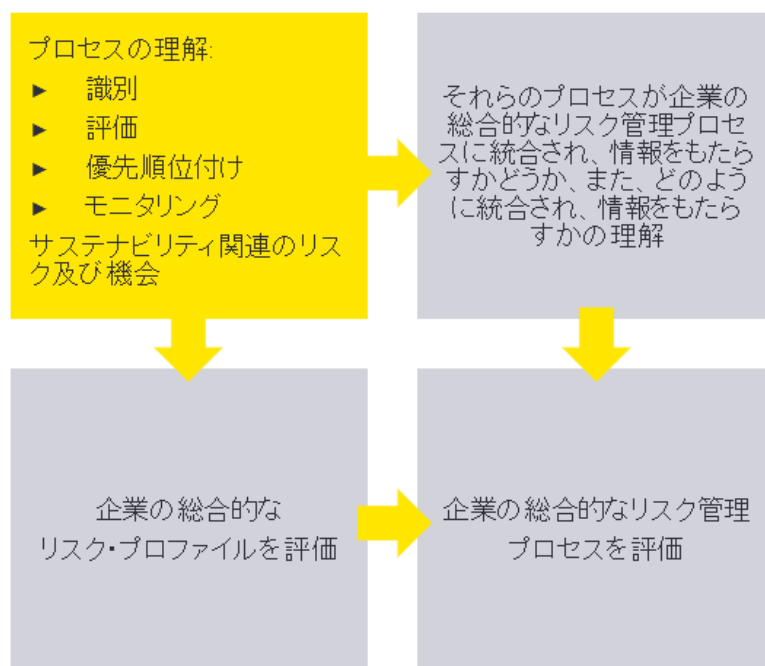 プロセスの理解:
► 識別
► 評価
► 優先順位付け
► モニタリング
サステナビリティ関連のリス
ク及び機会
それらのプロセスが企業の
総合的なリスク管理プロセ
スに統合され、情報をもたら
すかどうか、また、どのよう
に統合され、情報をもたら
すかの理解
企業の総合的な
リスク・プロファイルを評価
企業の総合的なリスク管理
プロセスを評価